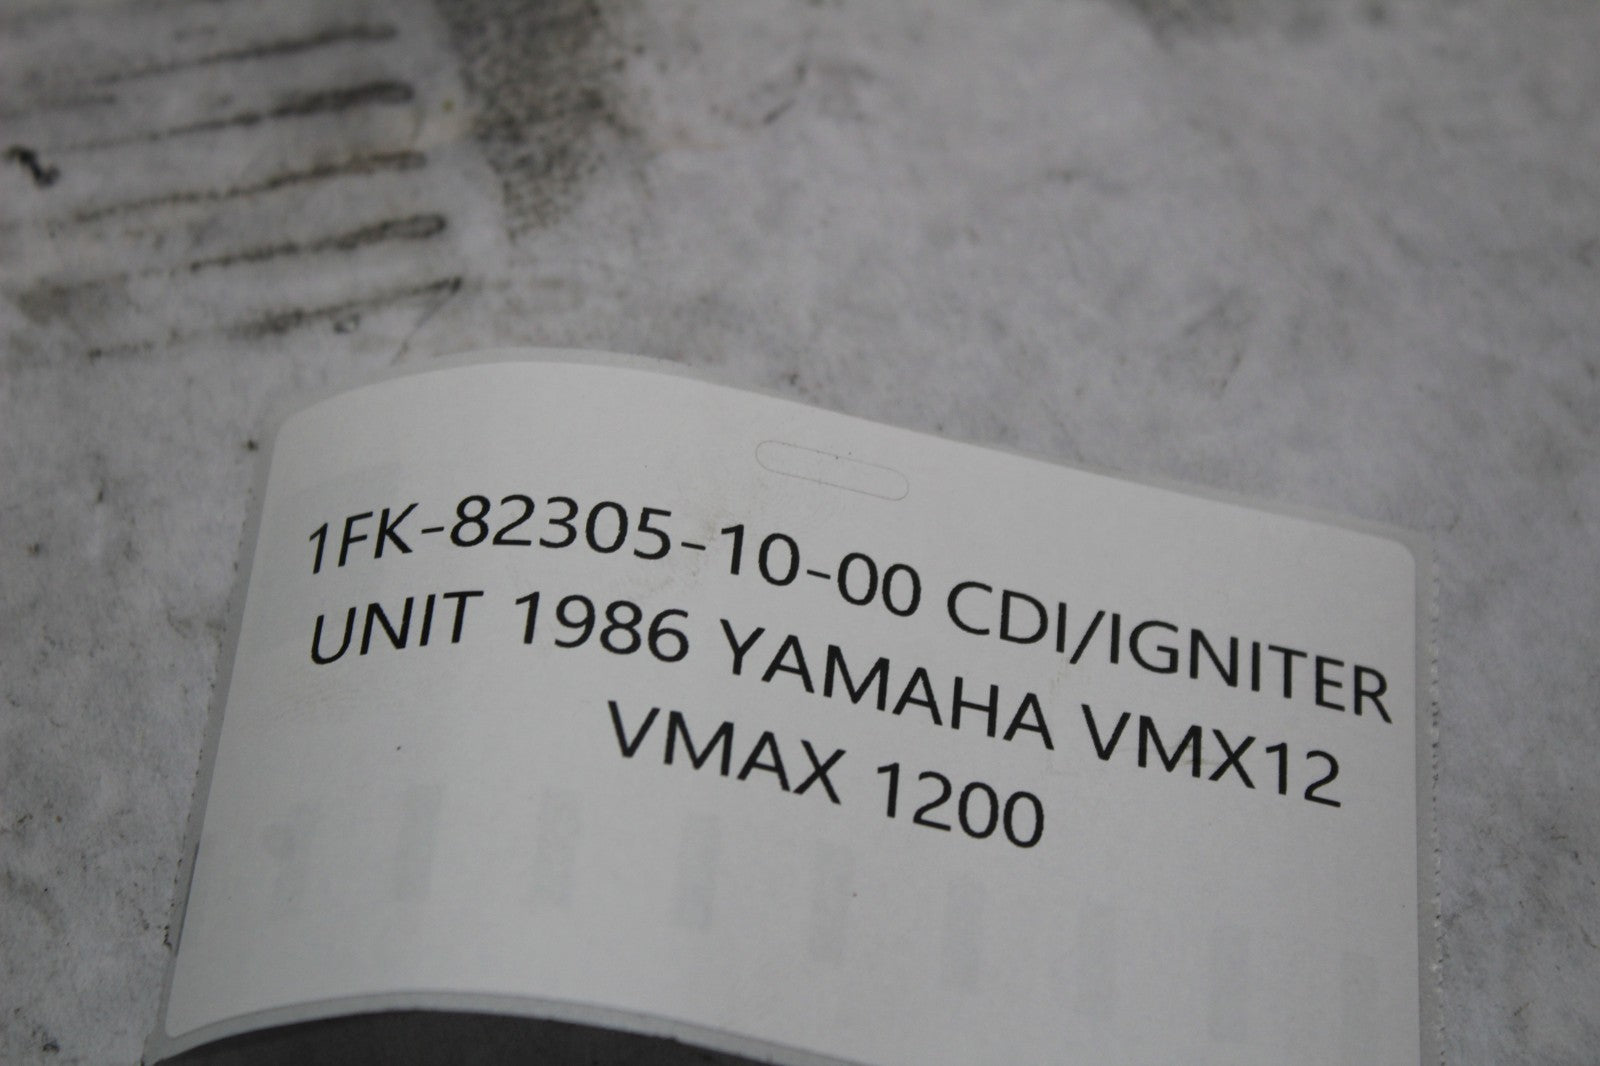 1FK-82305-10-00 CDI/IGNITER
UNIT 1986 YAMAHA VMX12
VMAX 1200